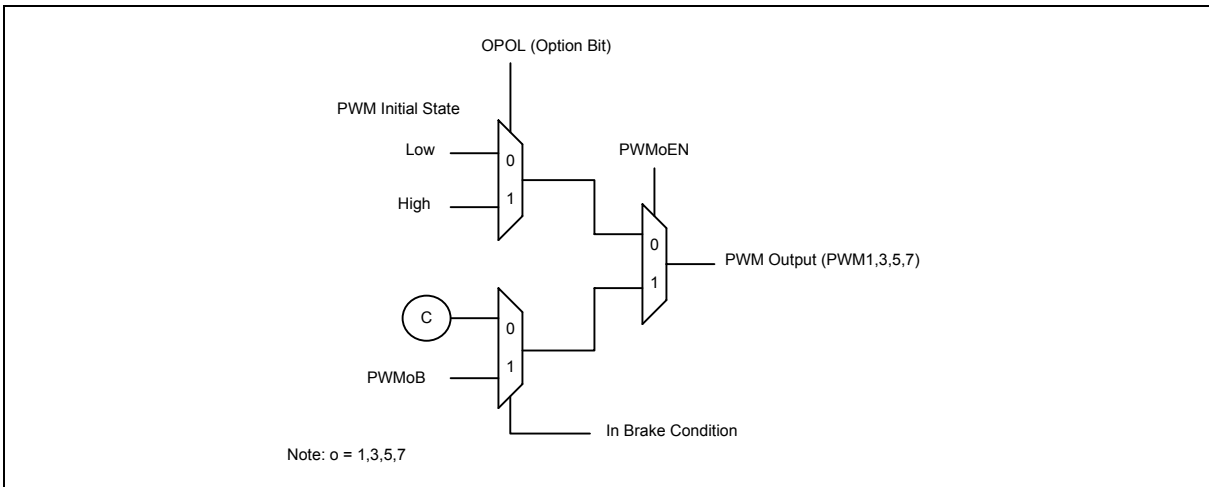 OPOL (Option Bit)
PWM Initial State
Low
0
PWMoEN
High
1
0
PWM Output (PWM1,3,5,7)
1
C
0
PWMoB
1
In Brake Condition
Note: o = 1,3,5,7